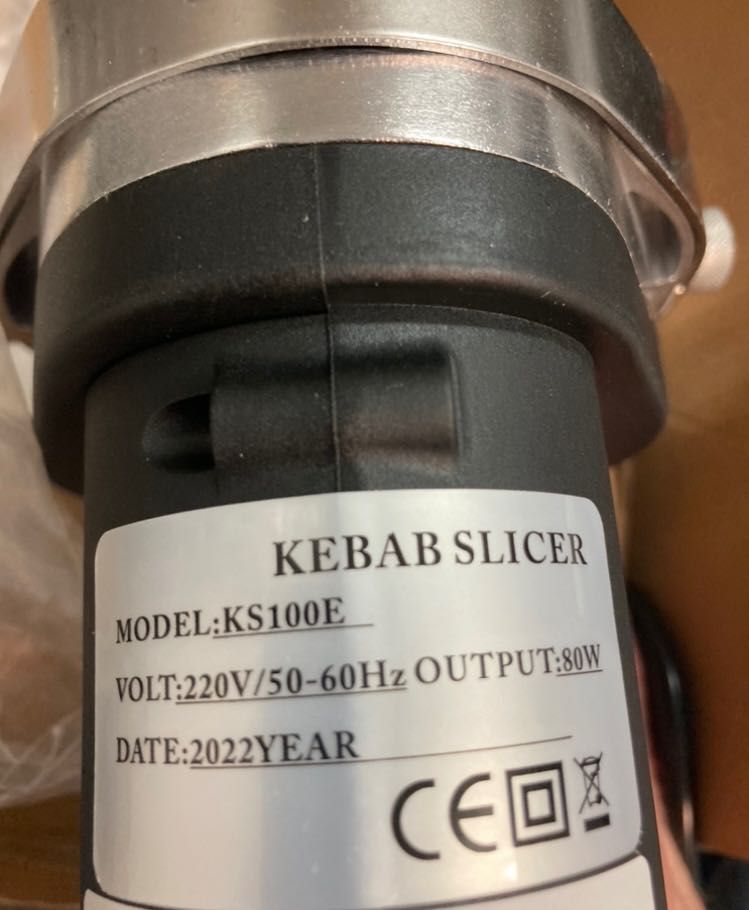 KEBAB SLICER
MODEL:KS100E
VOLT:220V/50-60Hz OUTPUT:80W
DATE:2022YEAR
CE